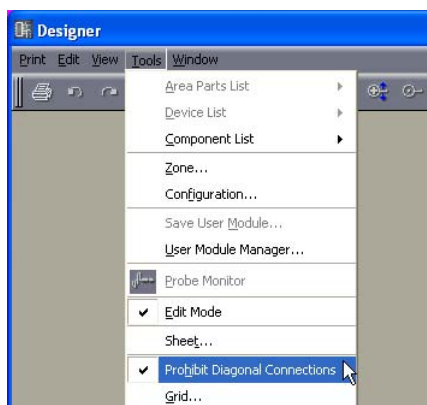 Designer
Print Edit View Tools Window
Area Parts List
Device List
Component List
Zone...
Configuration...
Save User Module...
User Module Manager...
Probe Monitor
Edit Mode
Sheet...
Prohibit Diagonal Connections
Grid...